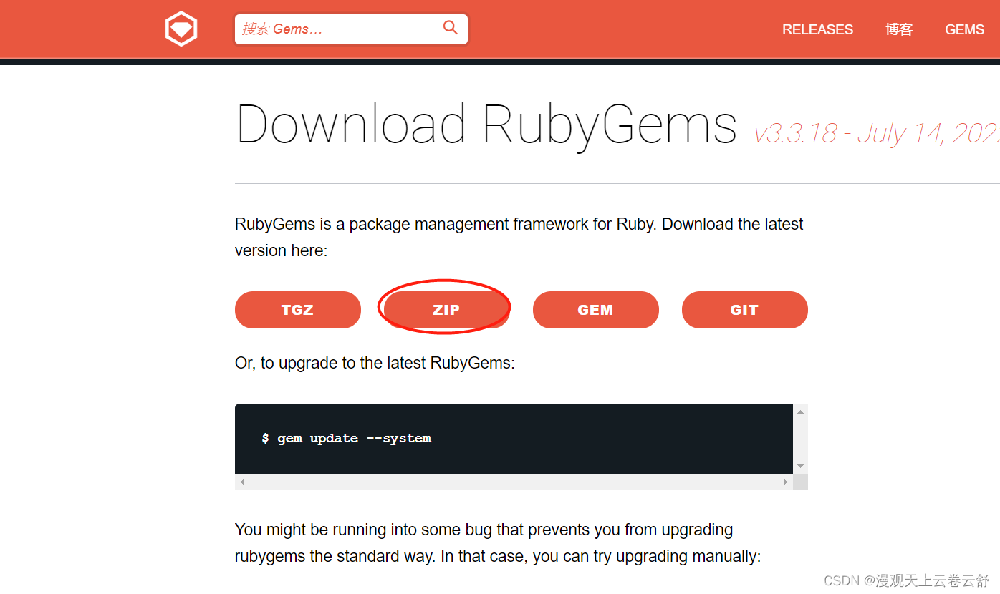 搜索 Gems…
RELEASES 博客 GEMS
Download RubyGems v3.3.18 - July 14, 202
RubyGems is a package management framework for Ruby. Download the latest
version here:
TGZ ZIP GEM GIT
Or, to upgrade to the latest RubyGems:
$ gem update --system
You might be running into some bug that prevents you from upgrading
rubygems the standard way. In that case, you can try upgrading manually:
CSDN @漫观天上云卷云舒